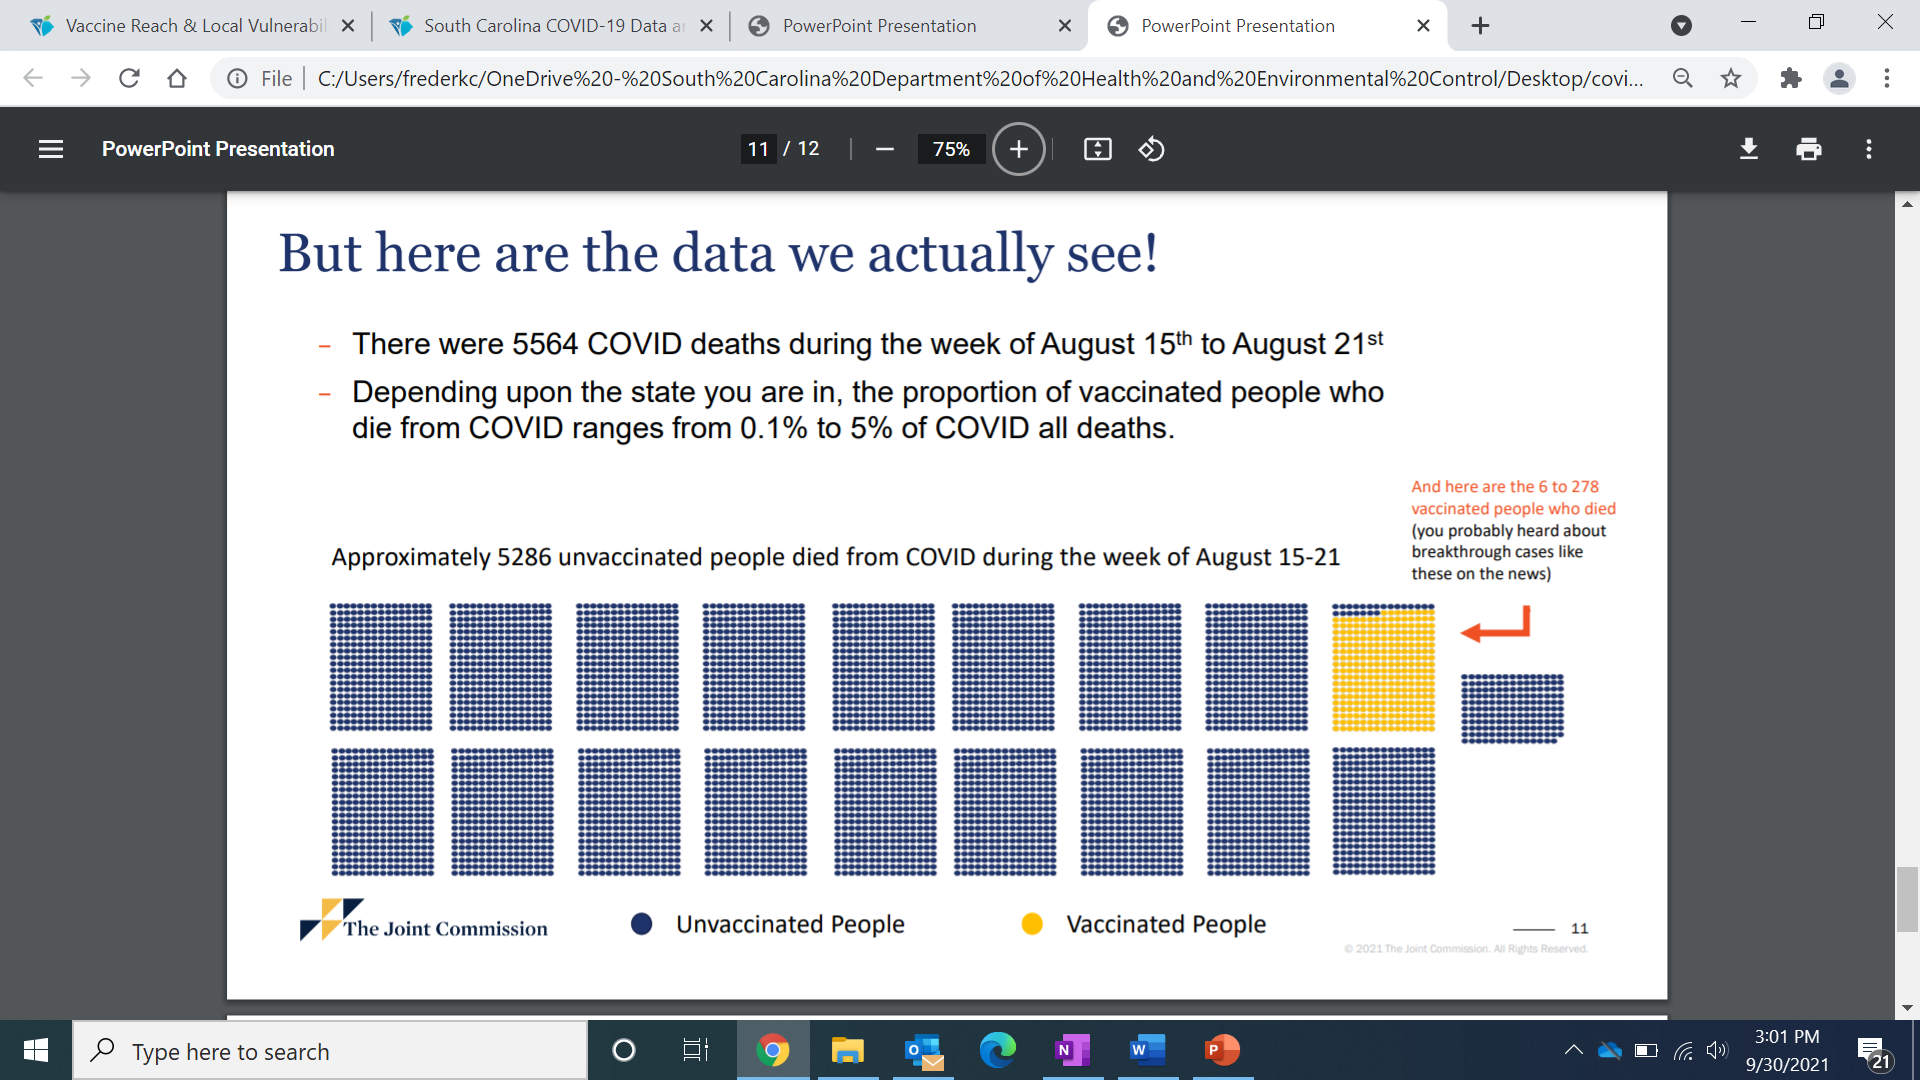 Vaccine Reach & Local Vulnerabil
South Carolina COVID-19 Data ar
PowerPoint Presentation
PowerPoint Presentation
File
C:/Users/frederkc/OneDrive%20-%20South%20Carolina%20Department%20of%20Health%20and%20Environmental%20Control/Desktop/covi...
PowerPoint Presentation
11 / 12
75%
But here are the data we actually see!
– There were 5564 COVID deaths during the week of August 15th to August 21st
– Depending upon the state you are in, the proportion of vaccinated people who
die from COVID ranges from 0.1% to 5% of COVID all deaths.
And here are the 6 to 278
vaccinated people who died
(you probably heard about
breakthrough cases like
these on the news)
Approximately 5286 unvaccinated people died from COVID during the week of August 15-21
The Joint Commission
Unvaccinated People
Vaccinated People
11
© 2021 The Joint Commission. All Rights Reserved.
Type here to search
3:01 PM
9/30/2021
21